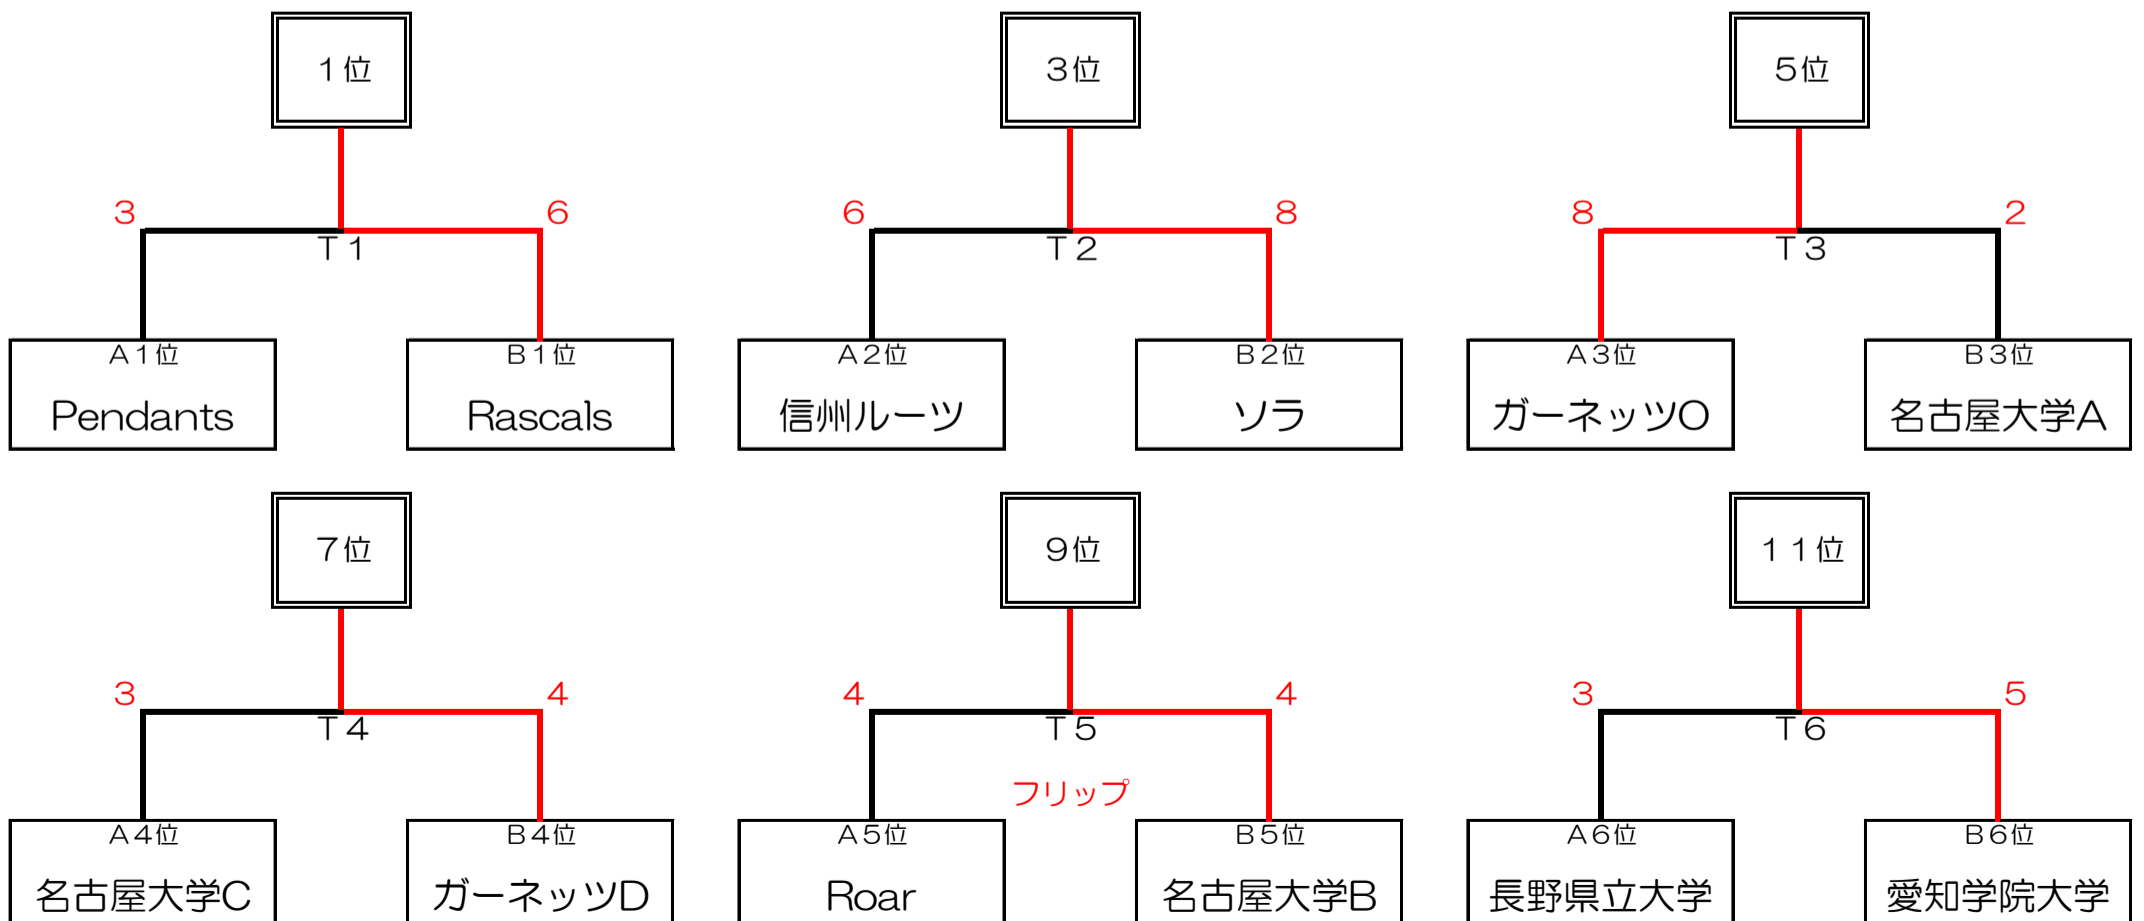 １位
３位
５位
3 6
T１
6 8
T２
8 2
T３
A１位
Pendants
B１位
Rascals
A２位
信州ルーツ
B２位
ソラ
A３位
ガーネッツO
B３位
名古屋大学A
７位
９位
１１位
3 4
T４
4 4
T５
フリップ
3 5
T６
A４位
名古屋大学C
B４位
ガーネッツD
A５位
Roar
B５位
名古屋大学B
A６位
長野県立大学
B６位
愛知学院大学